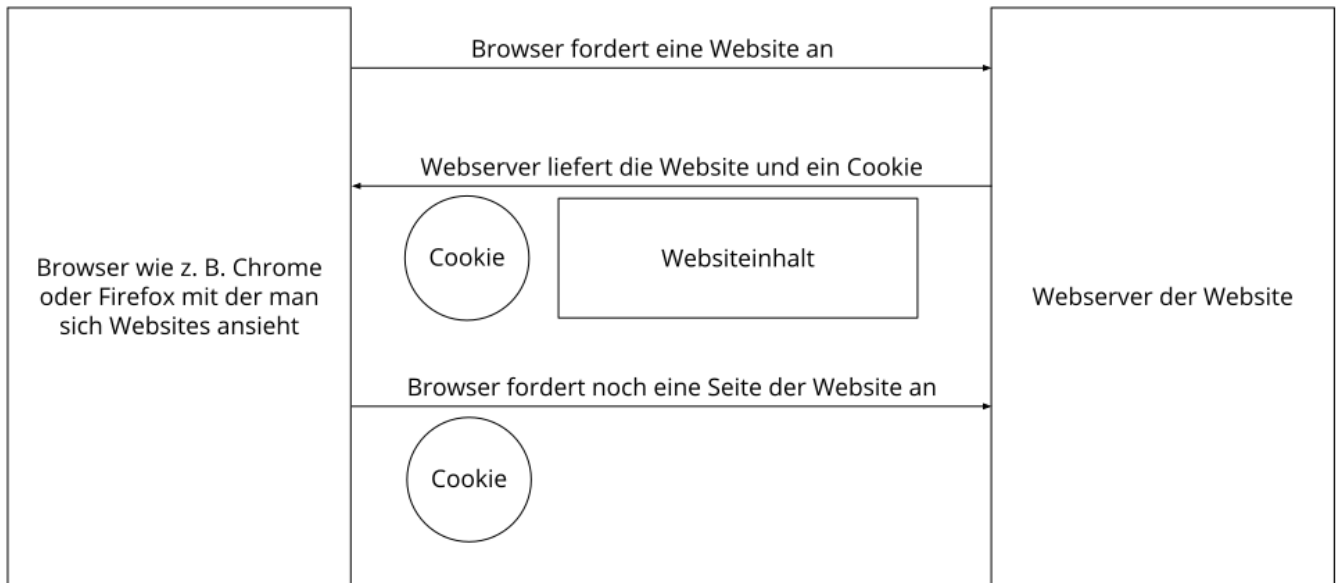 Browser fordert eine Website an
Webserver liefert die Website und ein Cookie
Cookie
Websiteinhalt
Browser wie z. B. Chrome
oder Firefox mit der man
sich Websites ansieht
Webserver der Website
Browser fordert noch eine Seite der Website an
Cookie